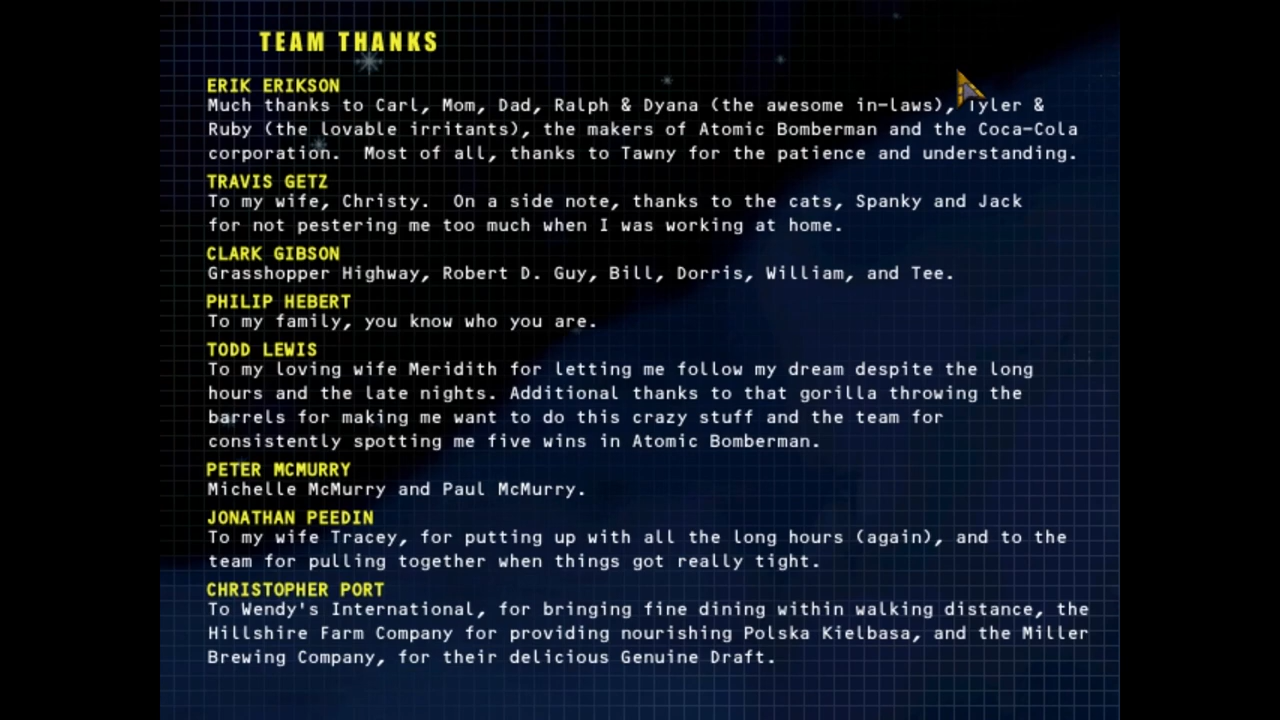 TEAM THANKS
ERIK ERIKSON
Much thanks to Carl, Mom, Dad, Ralph & Dyana (the awesome in-laws), Tyler &
Ruby (the lovable irritants), the makers of Atomic Bomberman and the Coca-Cola
corporation.  Most of all, thanks to Tawny for the patience and understanding.
TRAVIS GETZ
To my wife, Christy.  On a side note, thanks to the cats, Spanky and Jack
for not pestering me too much when I was working at home.
CLARK GIBSON
Grasshopper Highway, Robert D. Guy, Bill, Dorris, William, and Tee.
PHILIP HEBERT
To my family, you know who you are.
TODD LEWIS
To my loving wife Meridith for letting me follow my dream despite the long
hours and the late nights. Additional thanks to that gorilla throwing the
barrels for making me want to do this crazy stuff and the team for
consistently spotting me five wins in Atomic Bomberman.
PETER MCMURRY
Michelle McMurry and Paul McMurry.
JONATHAN PEEDIN
To my wife Tracey, for putting up with all the long hours (again), and to the
team for pulling together when things got really tight.
CHRISTOPHER PORT
To Wendy's International, for bringing fine dining within walking distance, the
Hillshire Farm Company for providing nourishing Polska Kielbasa, and the Miller
Brewing Company, for their delicious Genuine Draft.